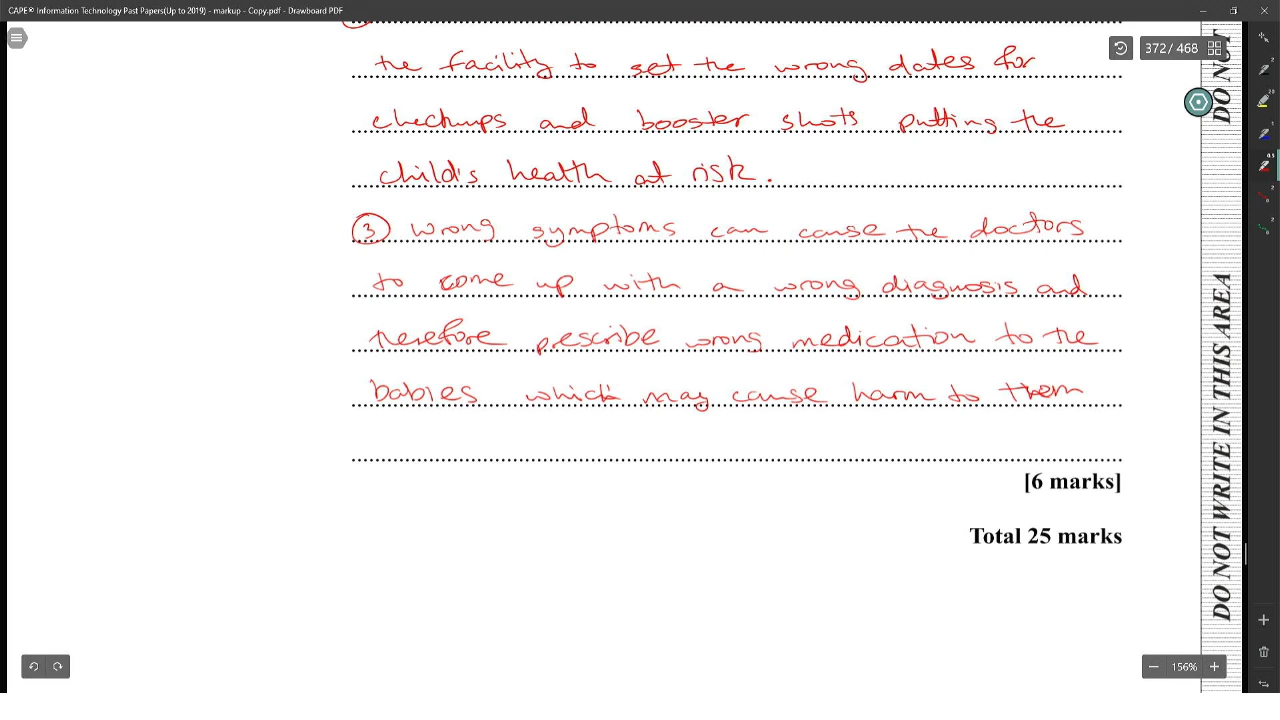 CAPE® Information Technology Past Papers(Up to 2019) - markup - Copy.pdf - Drawboard PDF
372 / 468
the facility to set the wrong dates for
checkups and booster shots putting the
child's health at risk.
3 Wrong symptoms can cause the doctors
to come up with a wrong diagnosis and
therefore prescribe wrong medication to the
babies which may cause harm to them
[6 marks]
Total 25 marks
DO NOT WRITE IN THIS AREA
DO NOT
156%